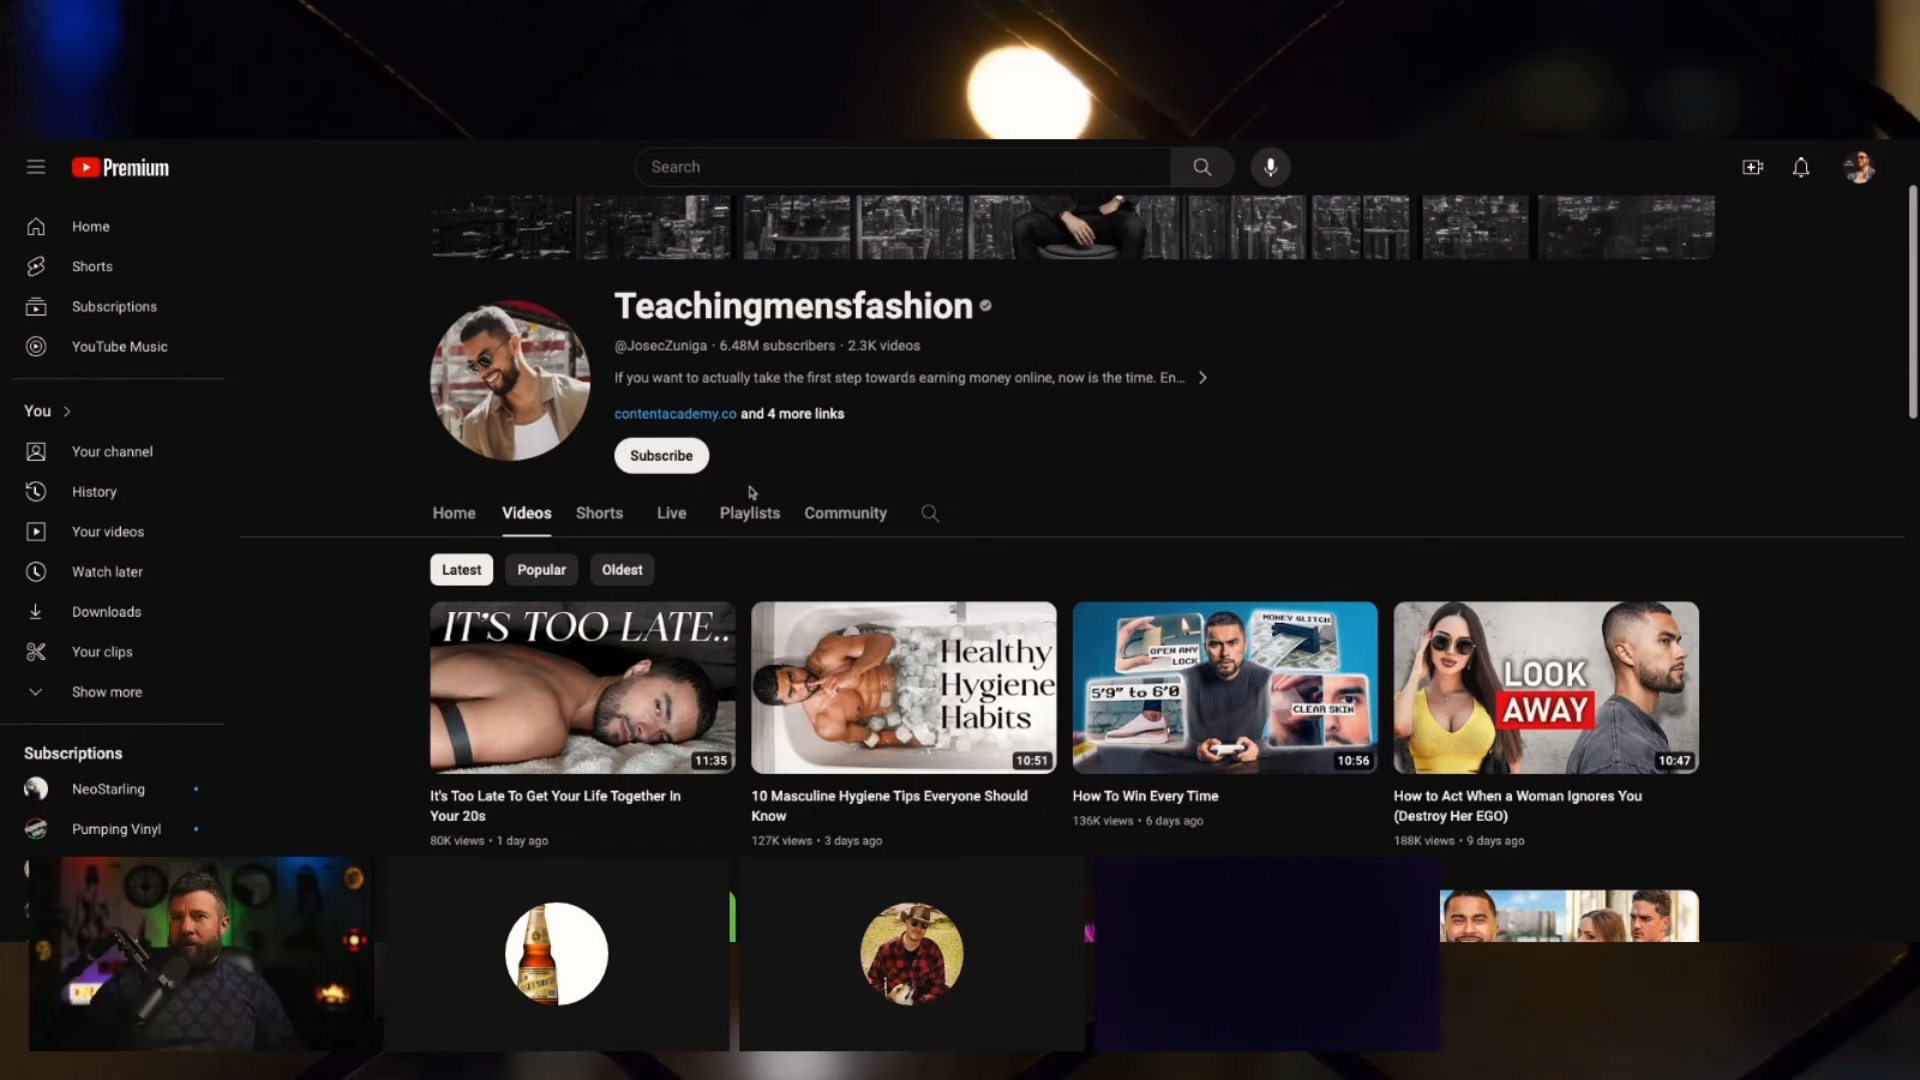 Premium
Search
Home
Shorts
Subscriptions
YouTube Music
You
Your channel
History
Your videos
Watch later
Downloads
Your clips
Show more
Subscriptions
NeoStarling
Pumping Vinyl
Teachingmensfashion
@JosecZuniga · 6.48M subscribers · 2.3K videos
If you want to actually take the first step towards earning money online, now is the time. En...
contentacademy.co and 4 more links
Subscribe
Home Videos Shorts Live Playlists Community
Latest Popular Oldest
IT'S TOO LATE..
11:35
It's Too Late To Get Your Life Together In
Your 20s
80K views • 1 day ago
Healthy
Hygiene
Habits
10:51
10 Masculine Hygiene Tips Everyone Should
Know
127K views • 3 days ago
OPEN ANY
LOCK
MONEY GLITCH
5'9" to 6'0
CLEAR SKIN
10:56
How To Win Every Time
136K views • 6 days ago
LOOK
AWAY
10:47
How to Act When a Woman Ignores You
(Destroy Her EGO)
188K views • 9 days ago